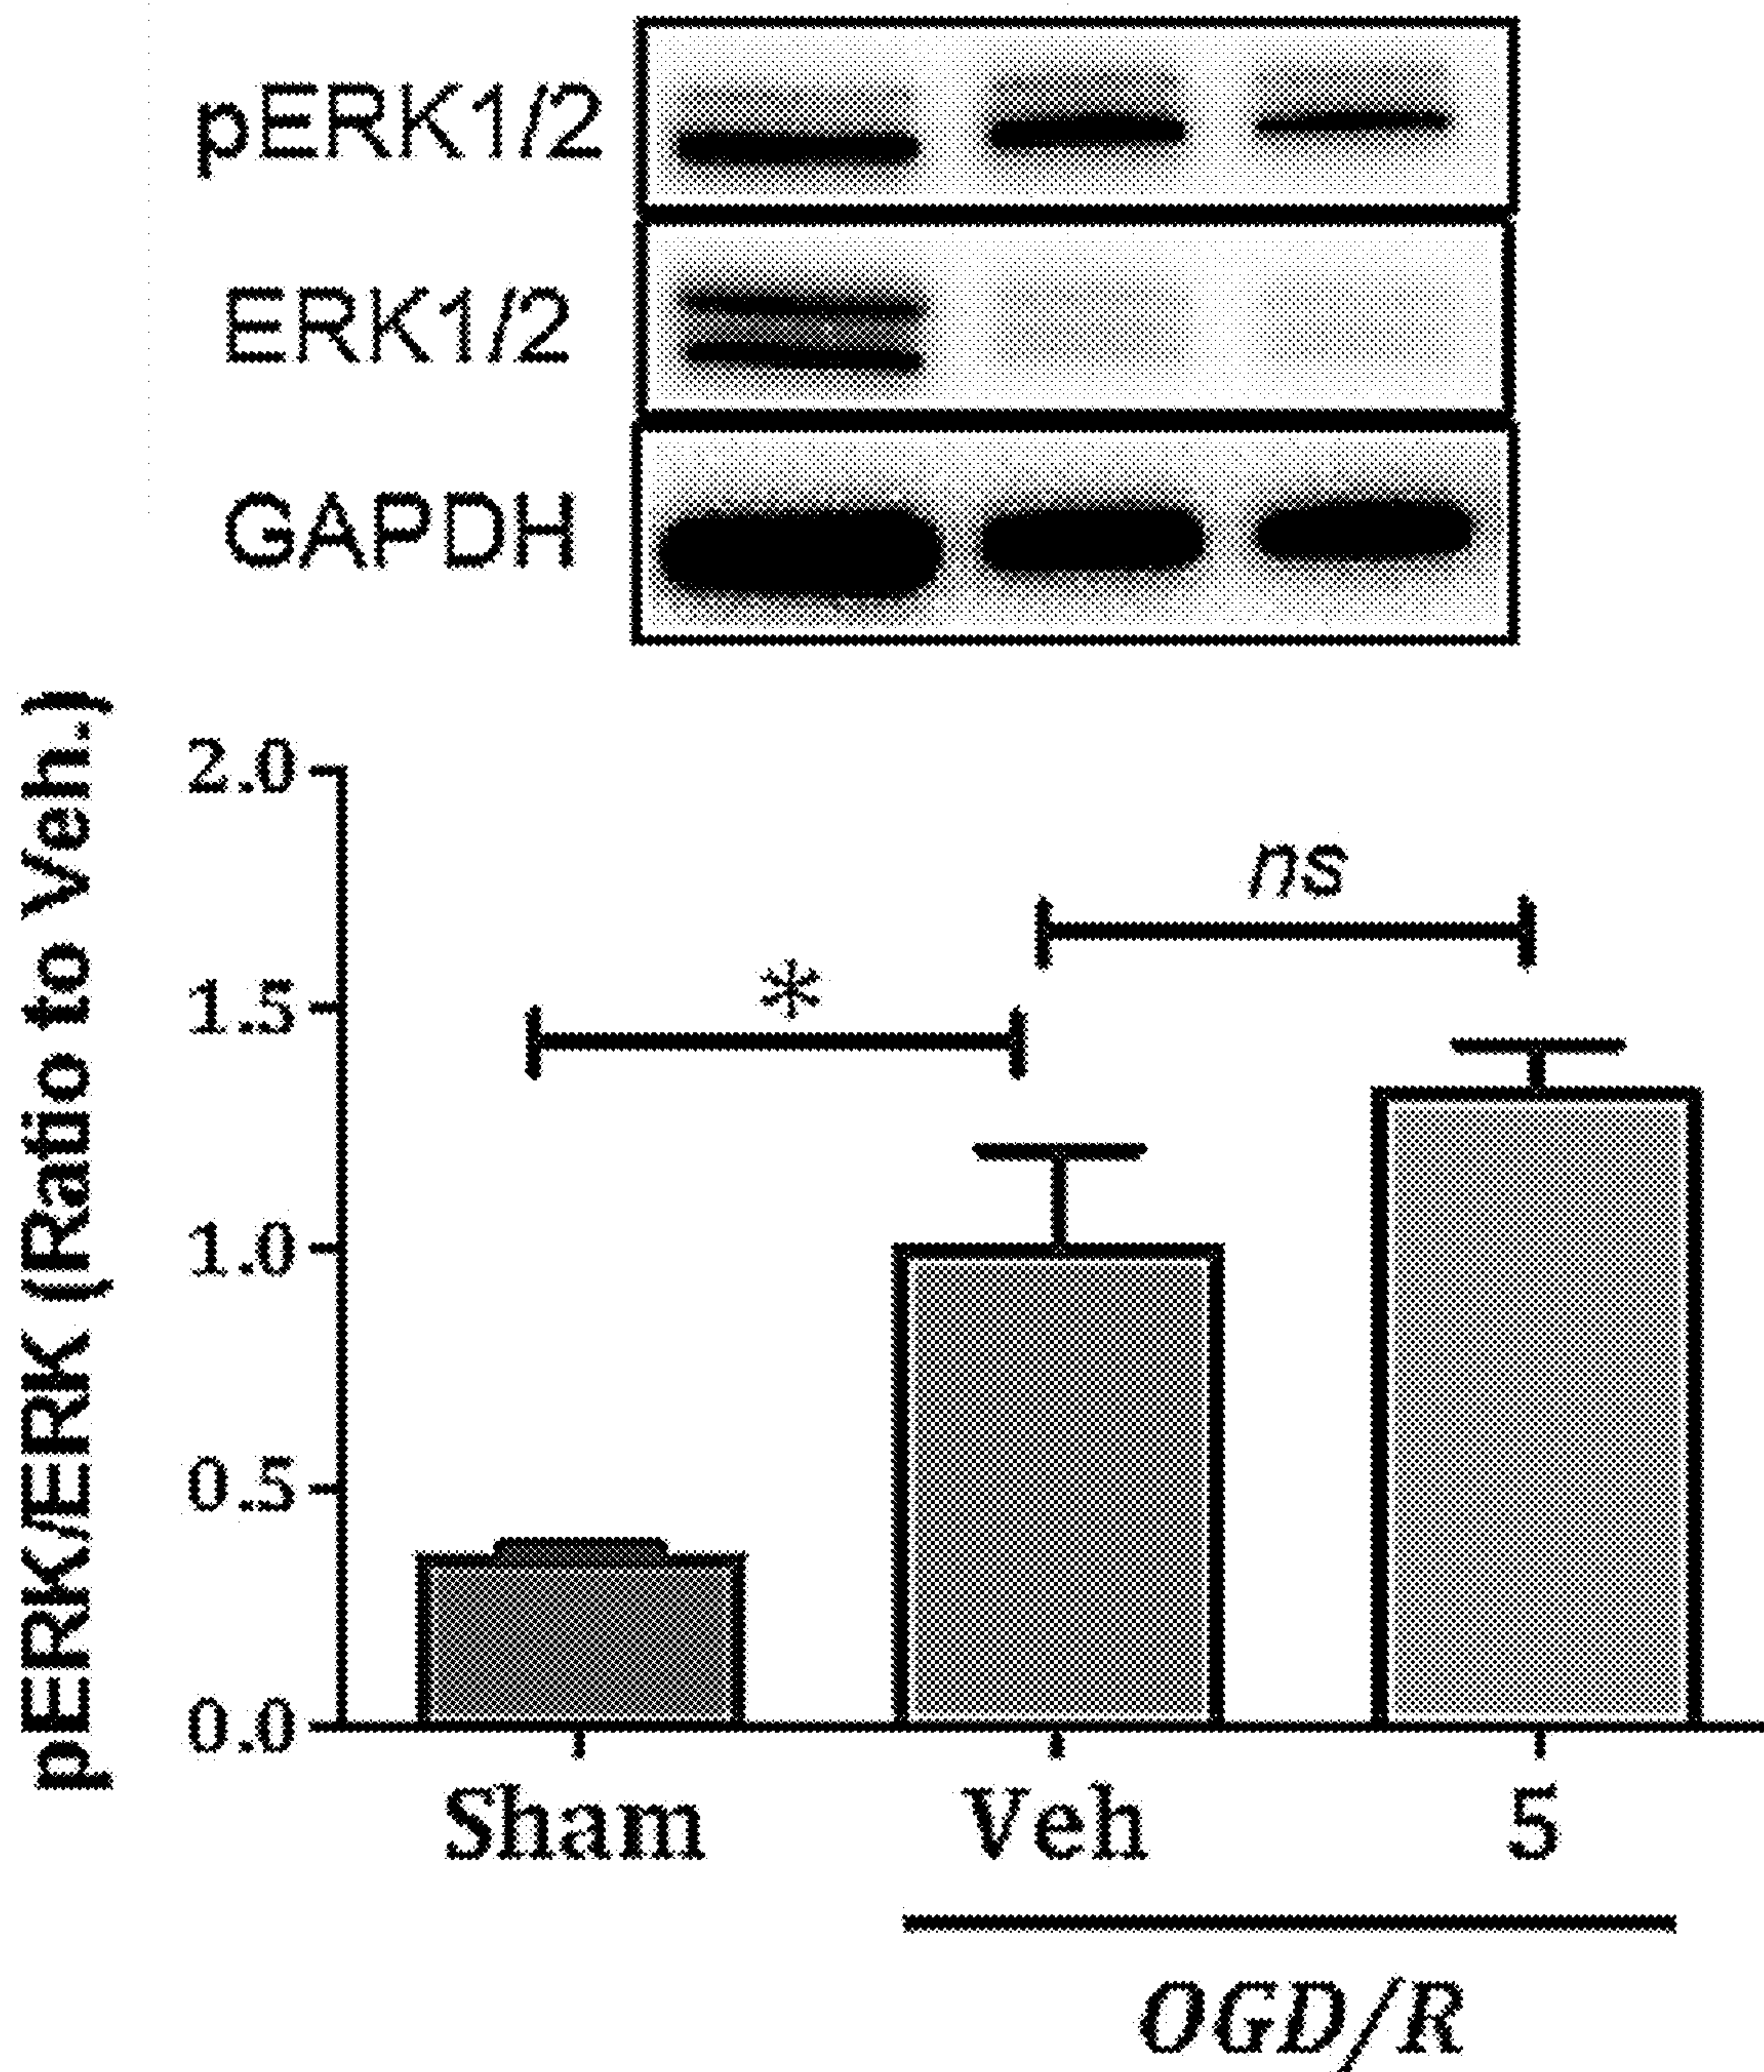 pERK1/2
ERK1/2
GAPDH
pERK/ERK (Ratio to Veh.)
2.0
1.5
1.0
0.5
0.0
*
ns
Sham Veh 5
OGD/R